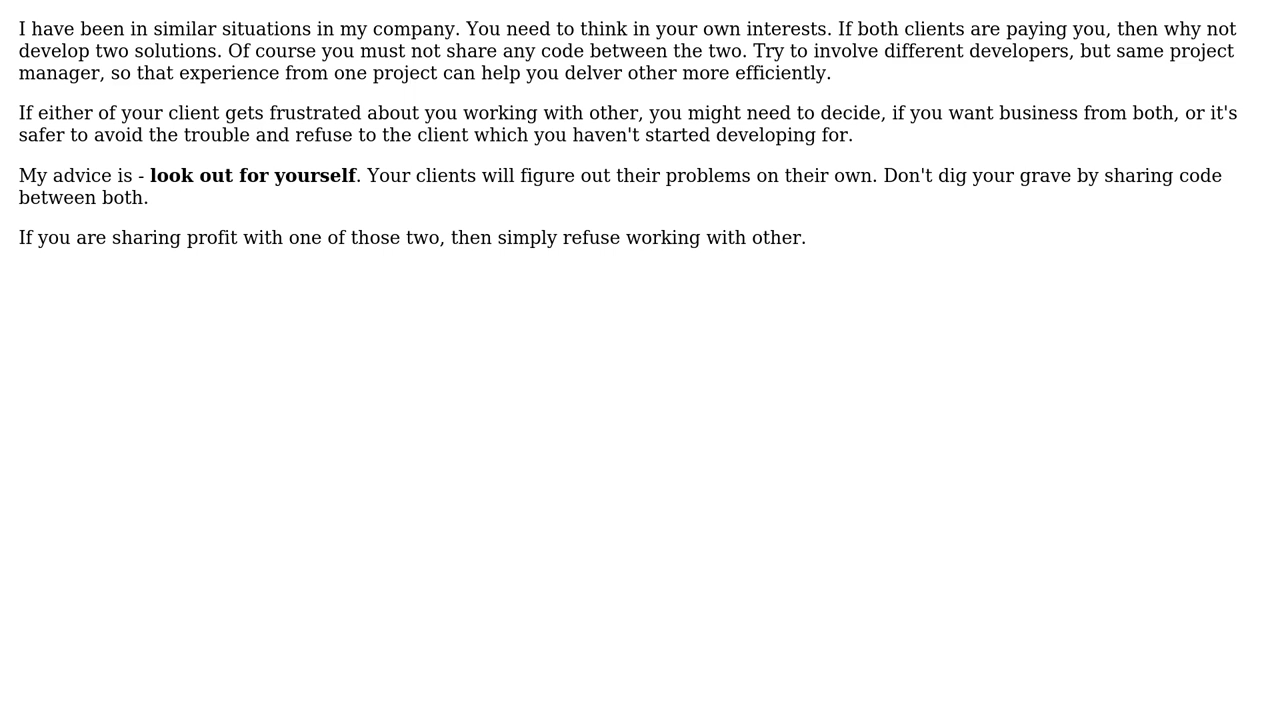 I have been in similar situations in my company. You need to think in your own interests. If both clients are paying you, then why not
develop two solutions. Of course you must not share any code between the two. Try to involve different developers, but same project
manager, so that experience from one project can help you delver other more efficiently.
If either of your client gets frustrated about you working with other, you might need to decide, if you want business from both, or it's
safer to avoid the trouble and refuse to the client which you haven't started developing for.
My advice is - look out for yourself. Your clients will figure out their problems on their own. Don't dig your grave by sharing code
between both.
If you are sharing profit with one of those two, then simply refuse working with other.